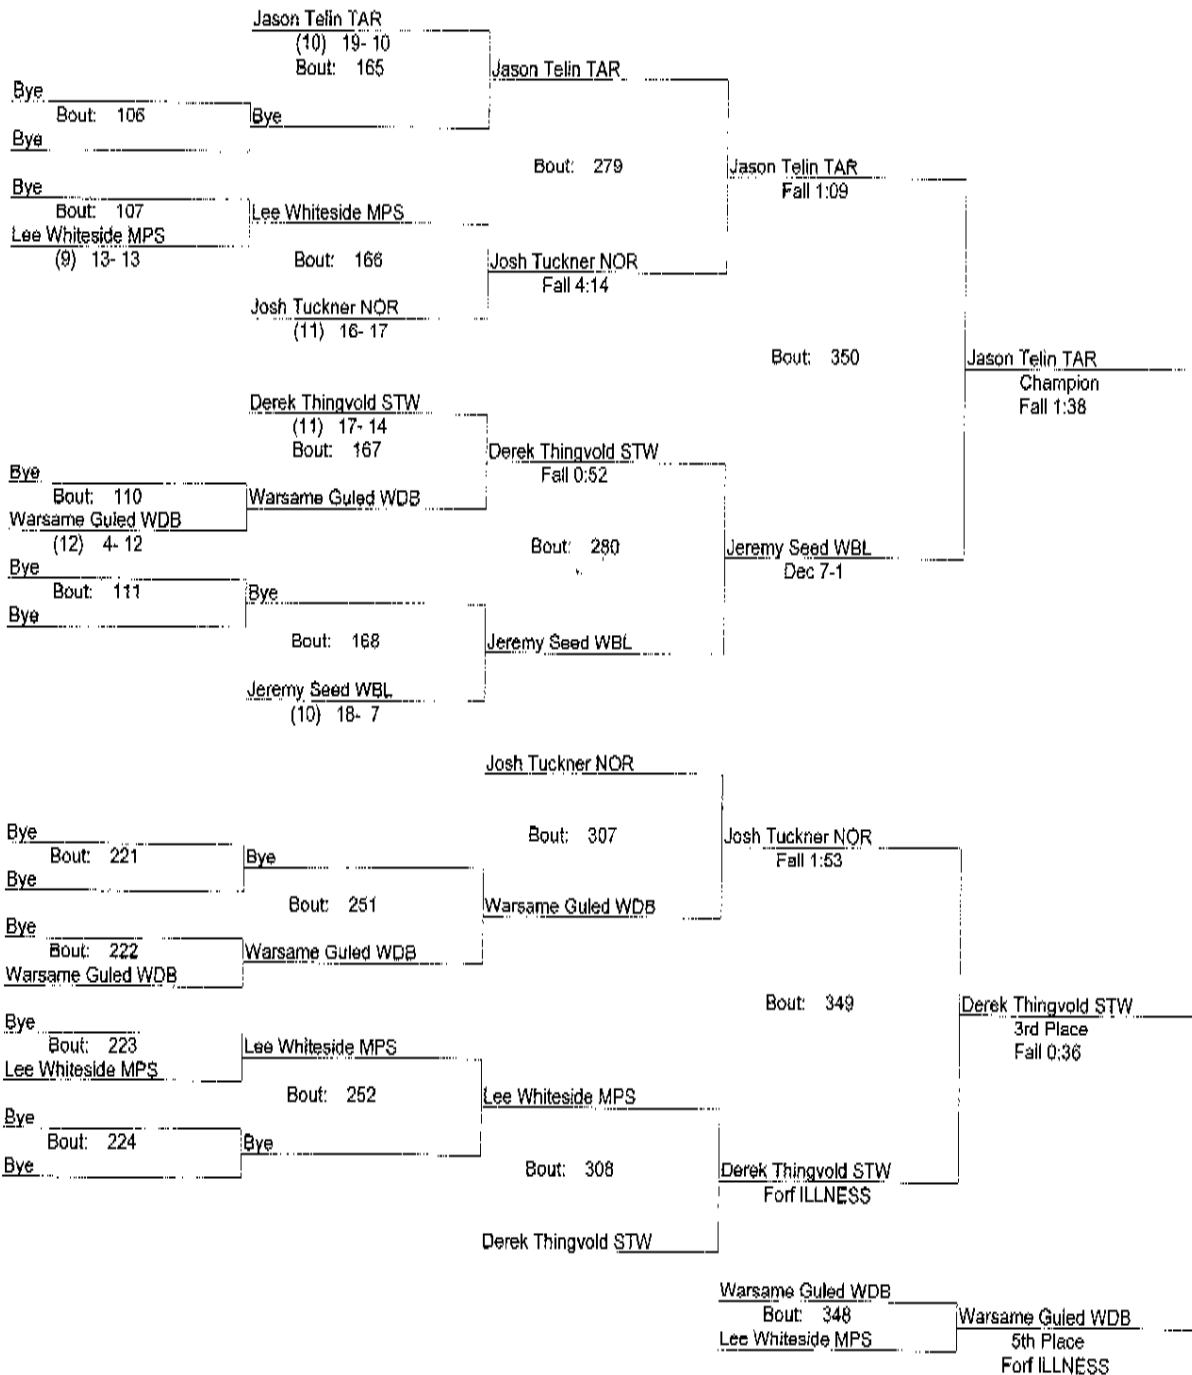 Jason Telin TAR
(10) 19- 10
Bout: 165
Jason Telin TAR
Bye
Bout: 106
Bye
Bye
Bout: 279
Jason Telin TAR
Fall 1:09
Bye
Bout: 107
Lee Whiteside MPS
Lee Whiteside MPS
(9) 13- 13
Bout: 166
Josh Tuckner NOR
Fall 4:14
Josh Tuckner NOR
(11) 16- 17
Bout: 350
Jason Telin TAR
Champion
Fall 1:38
Derek Thingvold STW
(11) 17- 14
Bout: 167
Derek Thingvold STW
Fall 0:52
Bye
Bout: 110
Warsame Guled WDB
Warsame Guled WDB
(12) 4- 12
Bout: 280
Jeremy Seed WBL
Dec 7-1
Bye
Bout: 111
Bye
Bye
Bout: 168
Jeremy Seed WBL
Jeremy Seed WBL
(10) 18- 7
Josh Tuckner NOR
Bout: 307
Josh Tuckner NOR
Fall 1:53
Bye
Bout: 221
Bye
Bye
Bout: 251
Warsame Guled WDB
Bye
Bout: 222
Warsame Guled WDB
Warsame Guled WDB
Bout: 349
Derek Thingvold STW
3rd Place
Fall 0:36
Bye
Bout: 223
Lee Whiteside MPS
Lee Whiteside MPS
Bout: 252
Lee Whiteside MPS
Bye
Bout: 224
Bye
Bye
Bout: 308
Derek Thingvold STW
Forf ILLNESS
Derek Thingvold STW
Warsame Guled WDB
Bout: 348
Lee Whiteside MPS
Warsame Guled WDB
5th Place
Forf ILLNESS